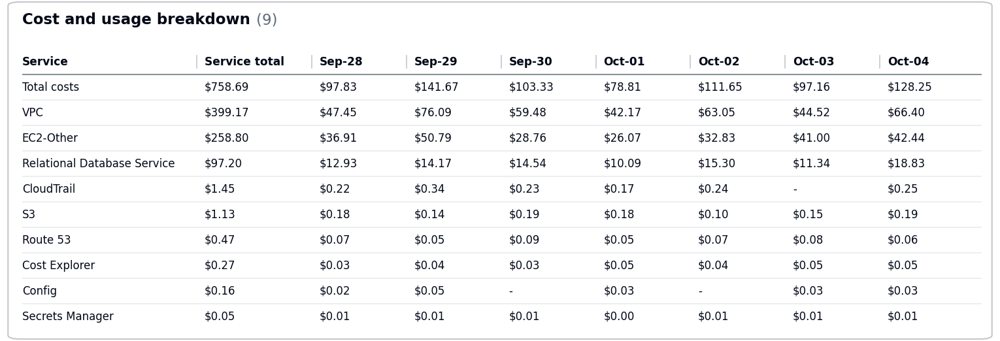 Cost and usage breakdown (9)
Service Service total Sep-28 Sep-29 Sep-30 Oct-01 Oct-02 Oct-03 Oct-04
Total costs $758.69 $97.83 $141.67 $103.33 $78.81 $111.65 $97.16 $128.25
VPC $399.17 $47.45 $76.09 $59.48 $42.17 $63.05 $44.52 $66.40
EC2-Other $258.80 $36.91 $50.79 $28.76 $26.07 $32.83 $41.00 $42.44
Relational Database Service $97.20 $12.93 $14.17 $14.54 $10.09 $15.30 $11.34 $18.83
CloudTrail $1.45 $0.22 $0.34 $0.23 $0.17 $0.24 - $0.25
S3 $1.13 $0.18 $0.14 $0.19 $0.18 $0.10 $0.15 $0.19
Route 53 $0.47 $0.07 $0.05 $0.09 $0.05 $0.07 $0.08 $0.06
Cost Explorer $0.27 $0.03 $0.04 $0.03 $0.05 $0.04 $0.05 $0.05
Config $0.16 $0.02 $0.05 - $0.03 - $0.03 $0.03
Secrets Manager $0.05 $0.01 $0.01 $0.01 $0.00 $0.01 $0.01 $0.01